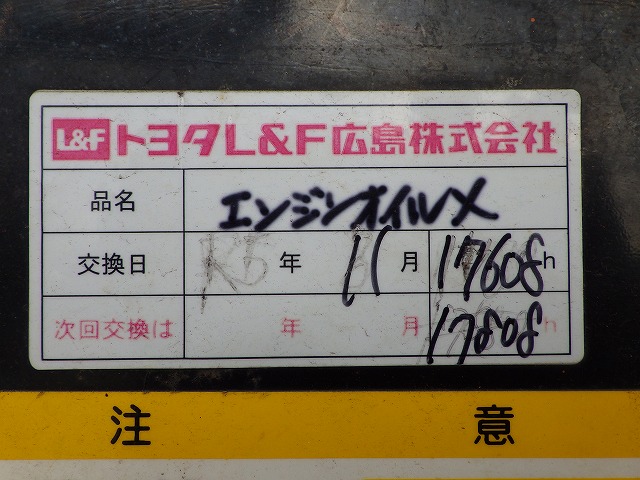 L&F トヨタL&F広島株式会社
品名 エンジンオイル〆
交換日 R5 年 11 月 17608 h
次回交換は 年 月 17808 h
注意